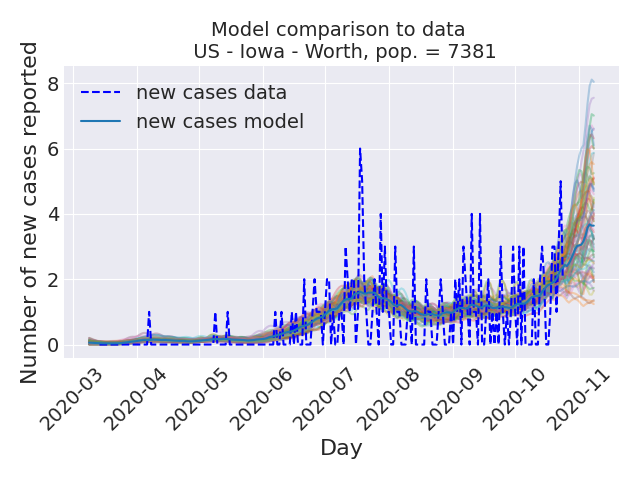 Model comparison to data
US - Iowa - Worth, pop. = 7381
Number of new cases reported
8
6
4
2
0
new cases data
new cases model
2020-03
2020-04
2020-05
2020-06
2020-07
2020-08
2020-09
2020-10
2020-11
Day